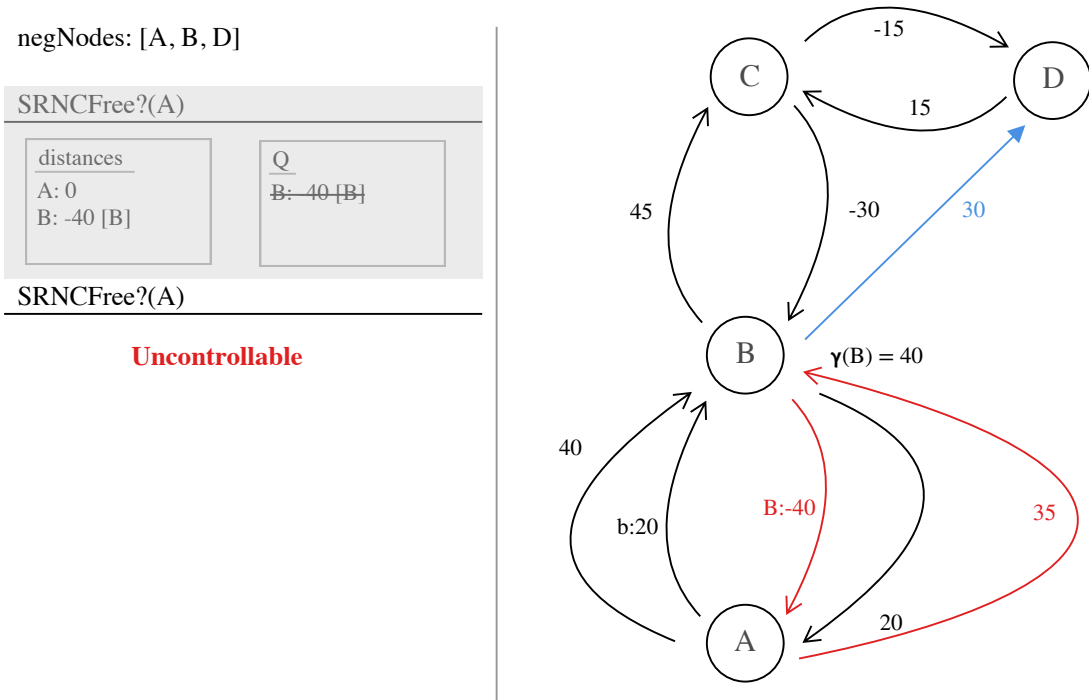 negNodes: [A, B, D]
SRNCFree?(A)
distances
A: 0
B: -40 [B]
Q
B: -40 [B]
SRNCFree?(A)
Uncontrollable
C
D
-15
15
45
-30
30
B
γ(B) = 40
40
b:20
B:-40
35
A
20